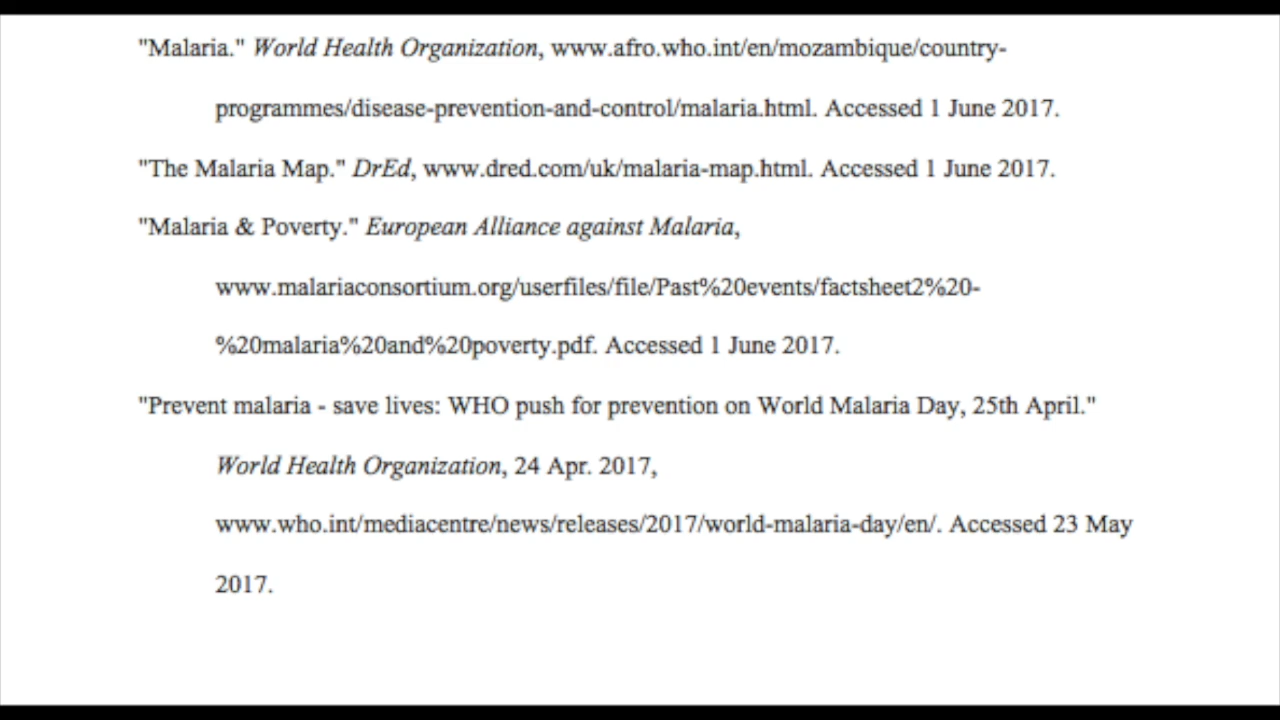 "Malaria." World Health Organization, www.afro.who.int/en/mozambique/country-
programmes/disease-prevention-and-control/malaria.html. Accessed 1 June 2017.
"The Malaria Map." DrEd, www.dred.com/uk/malaria-map.html. Accessed 1 June 2017.
"Malaria & Poverty." European Alliance against Malaria,
www.malariaconsortium.org/userfiles/file/Past%20events/factsheet2%20-
%20malaria%20and%20poverty.pdf. Accessed 1 June 2017.
"Prevent malaria - save lives: WHO push for prevention on World Malaria Day, 25th April."
World Health Organization, 24 Apr. 2017,
www.who.int/mediacentre/news/releases/2017/world-malaria-day/en/. Accessed 23 May
2017.